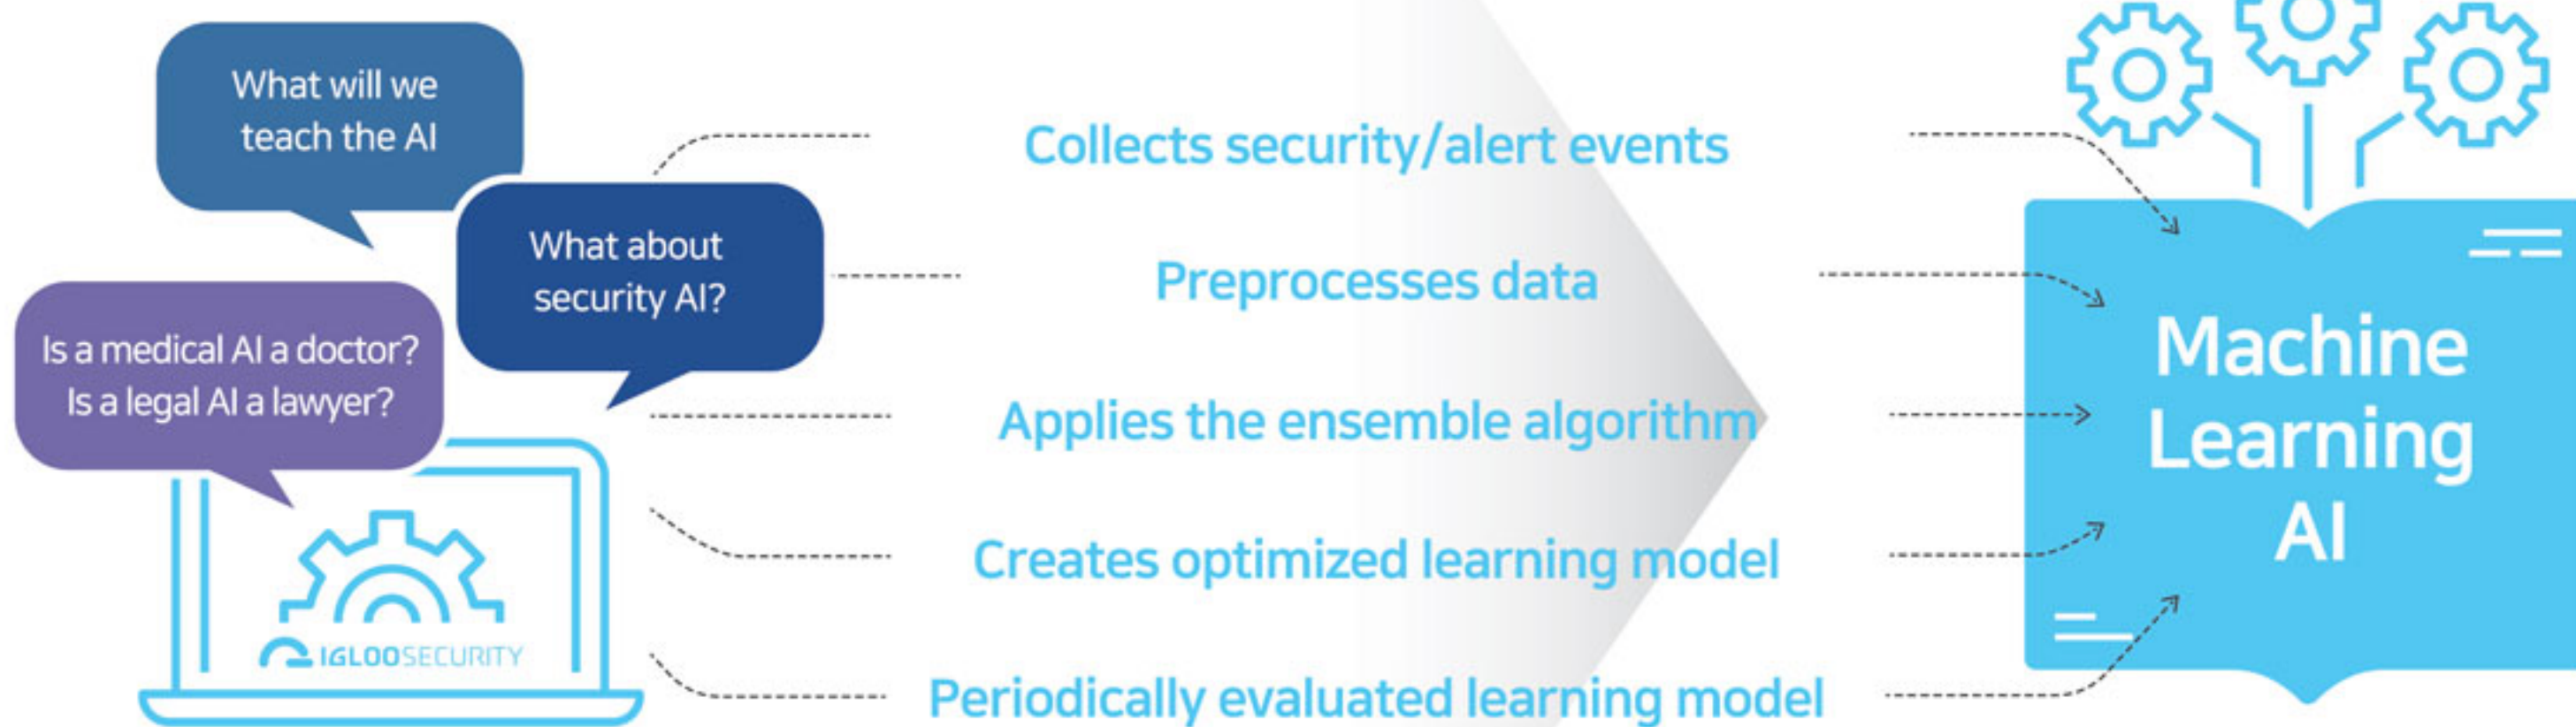 What will we
teach the AI
What about
security AI?
Is a medical AI a doctor?
Is a legal AI a lawyer?
IGLOOSECURITY
Collects security/alert events
Preprocesses data
Applies the ensemble algorithm
Creates optimized learning model
Periodically evaluated learning model
Machine
Learning
AI